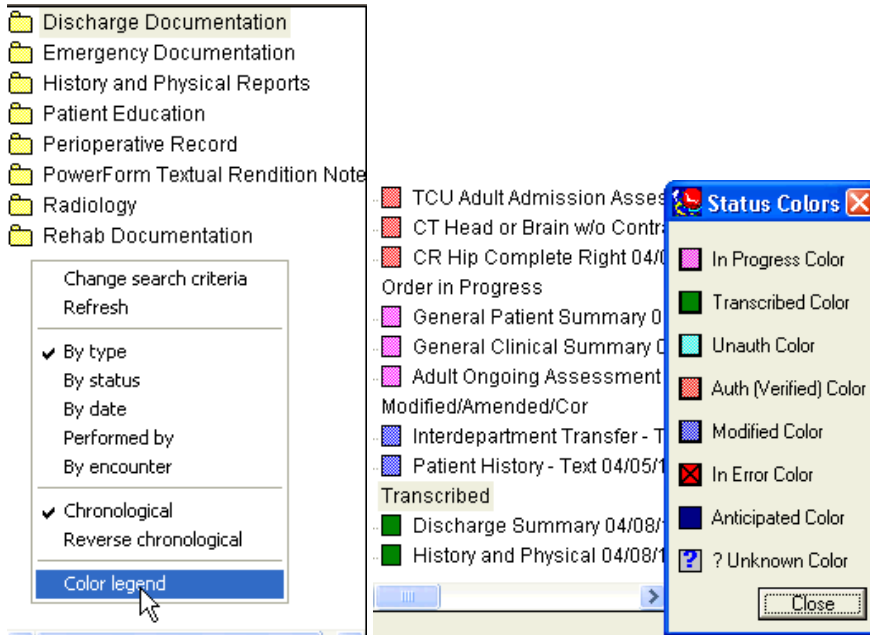 Discharge Documentation
Emergency Documentation
History and Physical Reports
Patient Education
Perioperative Record
PowerForm Textual Rendition Note
Radiology
Rehab Documentation
Change search criteria
Refresh
By type
By status
By date
Performed by
By encounter
Chronological
Reverse chronological
Color legend
TCU Adult Admission Asses
CT Head or Brain w/o Contra
CR Hip Complete Right 04/0
Order in Progress
General Patient Summary 0
General Clinical Summary 0
Adult Ongoing Assessment
Modified/Amended/Cor
Interdepartment Transfer - T
Patient History - Text 04/05/1
Transcribed
Discharge Summary 04/08/1
History and Physical 04/08/1
Status Colors
In Progress Color
Transcribed Color
Unauth Color
Auth (Verified) Color
Modified Color
In Error Color
Anticipated Color
? Unknown Color
Close